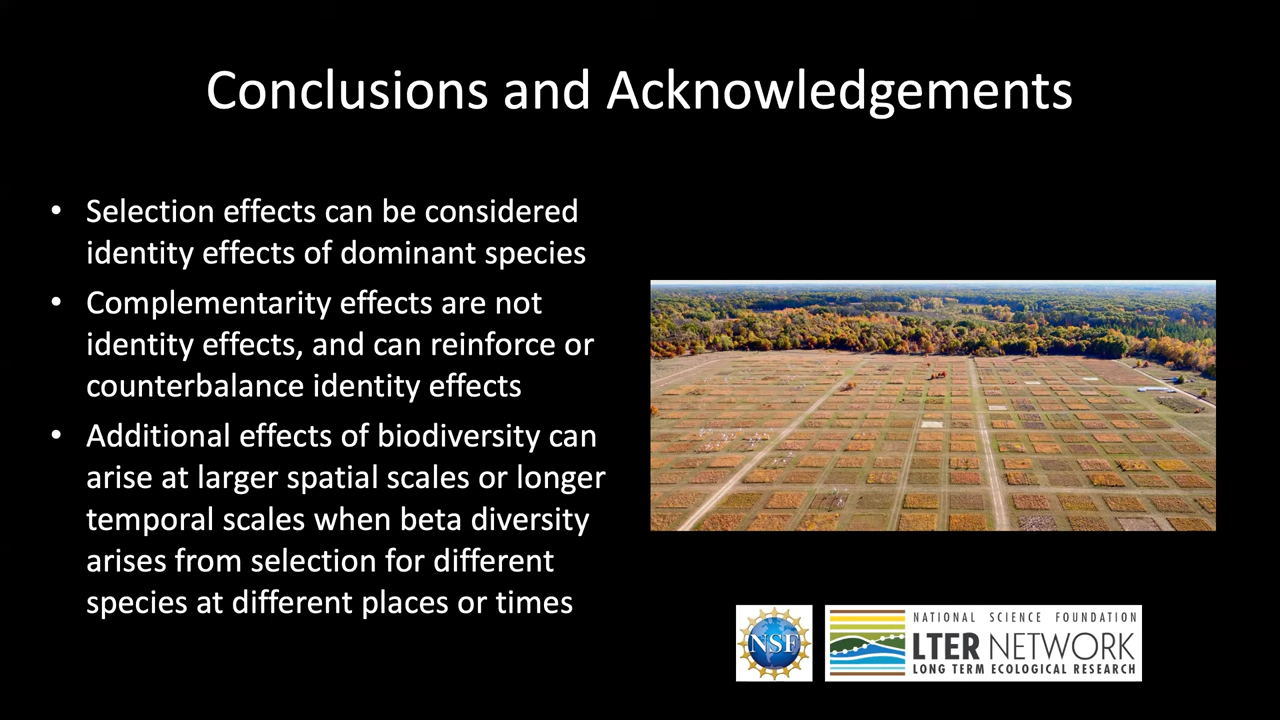 Conclusions and Acknowledgements
• Selection effects can be considered
identity effects of dominant species
• Complementarity effects are not
identity effects, and can reinforce or
counterbalance identity effects
• Additional effects of biodiversity can
arise at larger spatial scales or longer
temporal scales when beta diversity
arises from selection for different
species at different places or times
NSF
NATIONAL SCIENCE FOUNDATION
LTER NETWORK
LONG TERM ECOLOGICAL RESEARCH